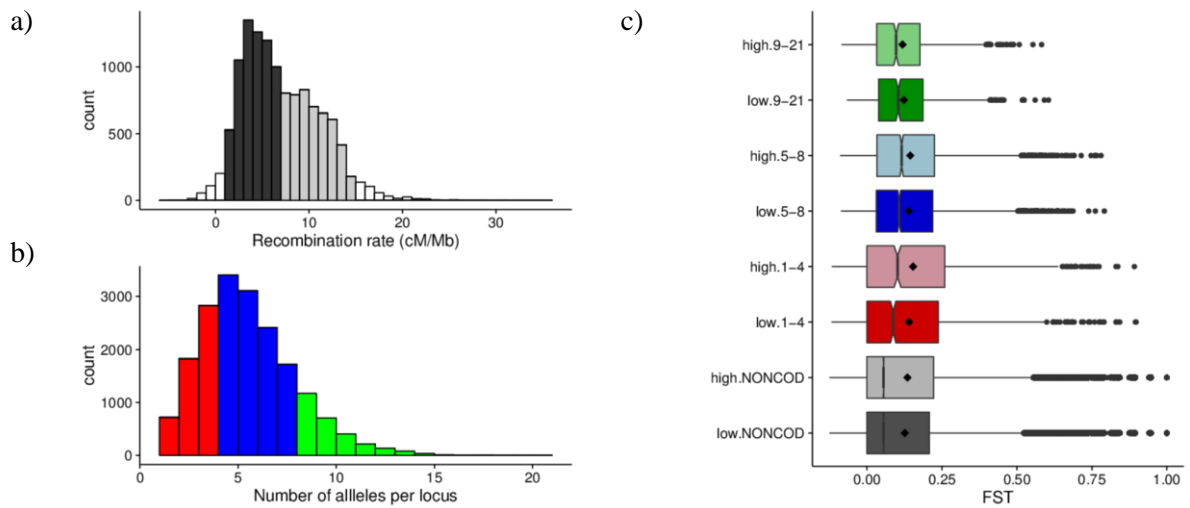 a)
1000
500
0
count
0
10
20
30
Recombination rate (cM/Mb)
b)
3000
2000
1000
0
count
0
5
10
15
20
Number of alleles per locus
c)
high.9−21
low.9−21
high.5−8
low.5−8
high.1−4
low.1−4
high.NONCOD
low.NONCOD
0.00
0.25
0.50
0.75
1.00
FST